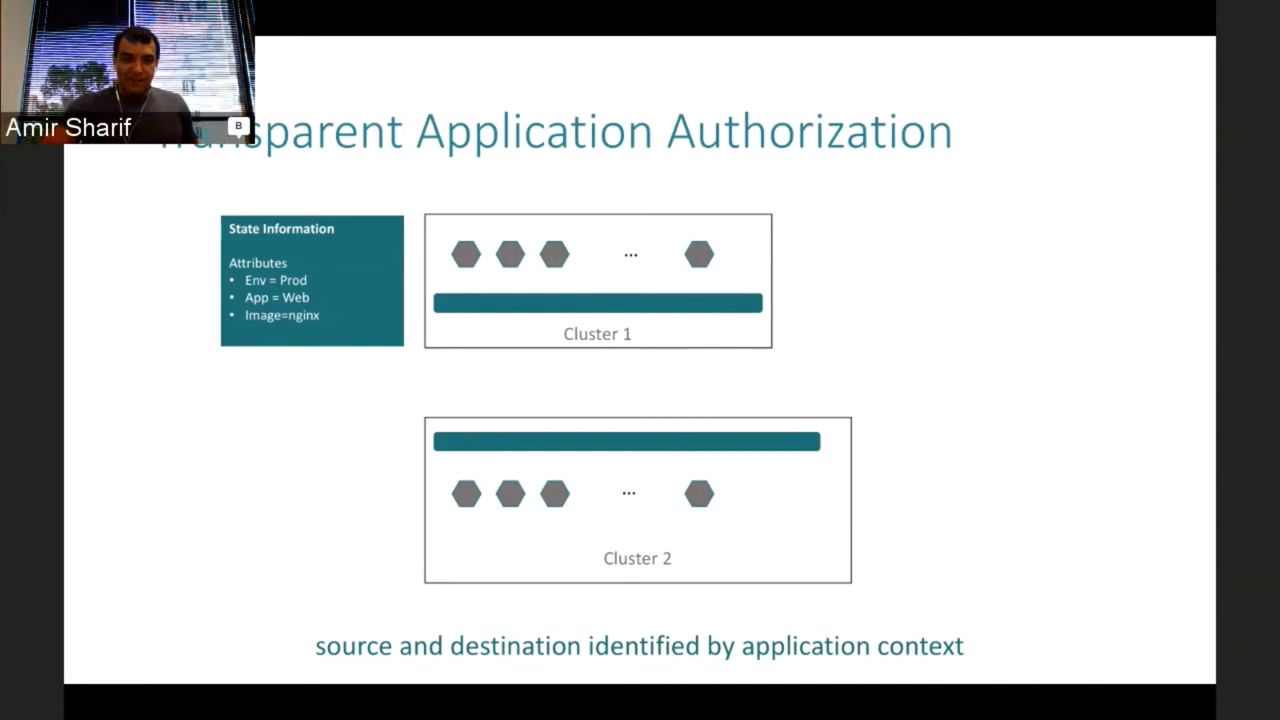 Amir Sharif
B
Transparent Application Authorization
State Information
Attributes
• Env = Prod
• App = Web
• Image=nginx
...
Cluster 1
...
Cluster 2
source and destination identified by application context